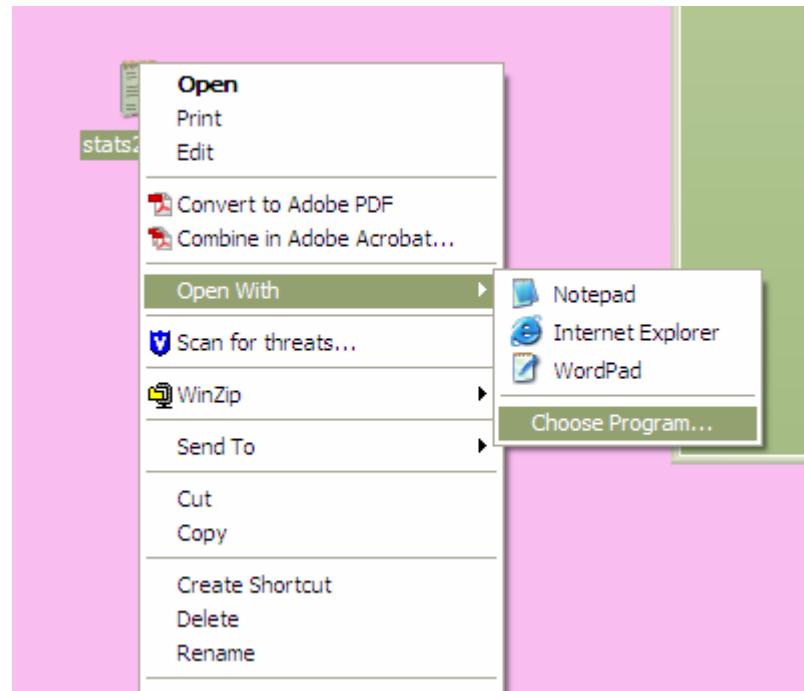 Open
Print
Edit
stats2
Convert to Adobe PDF
Combine in Adobe Acrobat...
Open With
Notepad
Internet Explorer
WordPad
Choose Program...
Scan for threats...
WinZip
Send To
Cut
Copy
Create Shortcut
Delete
Rename